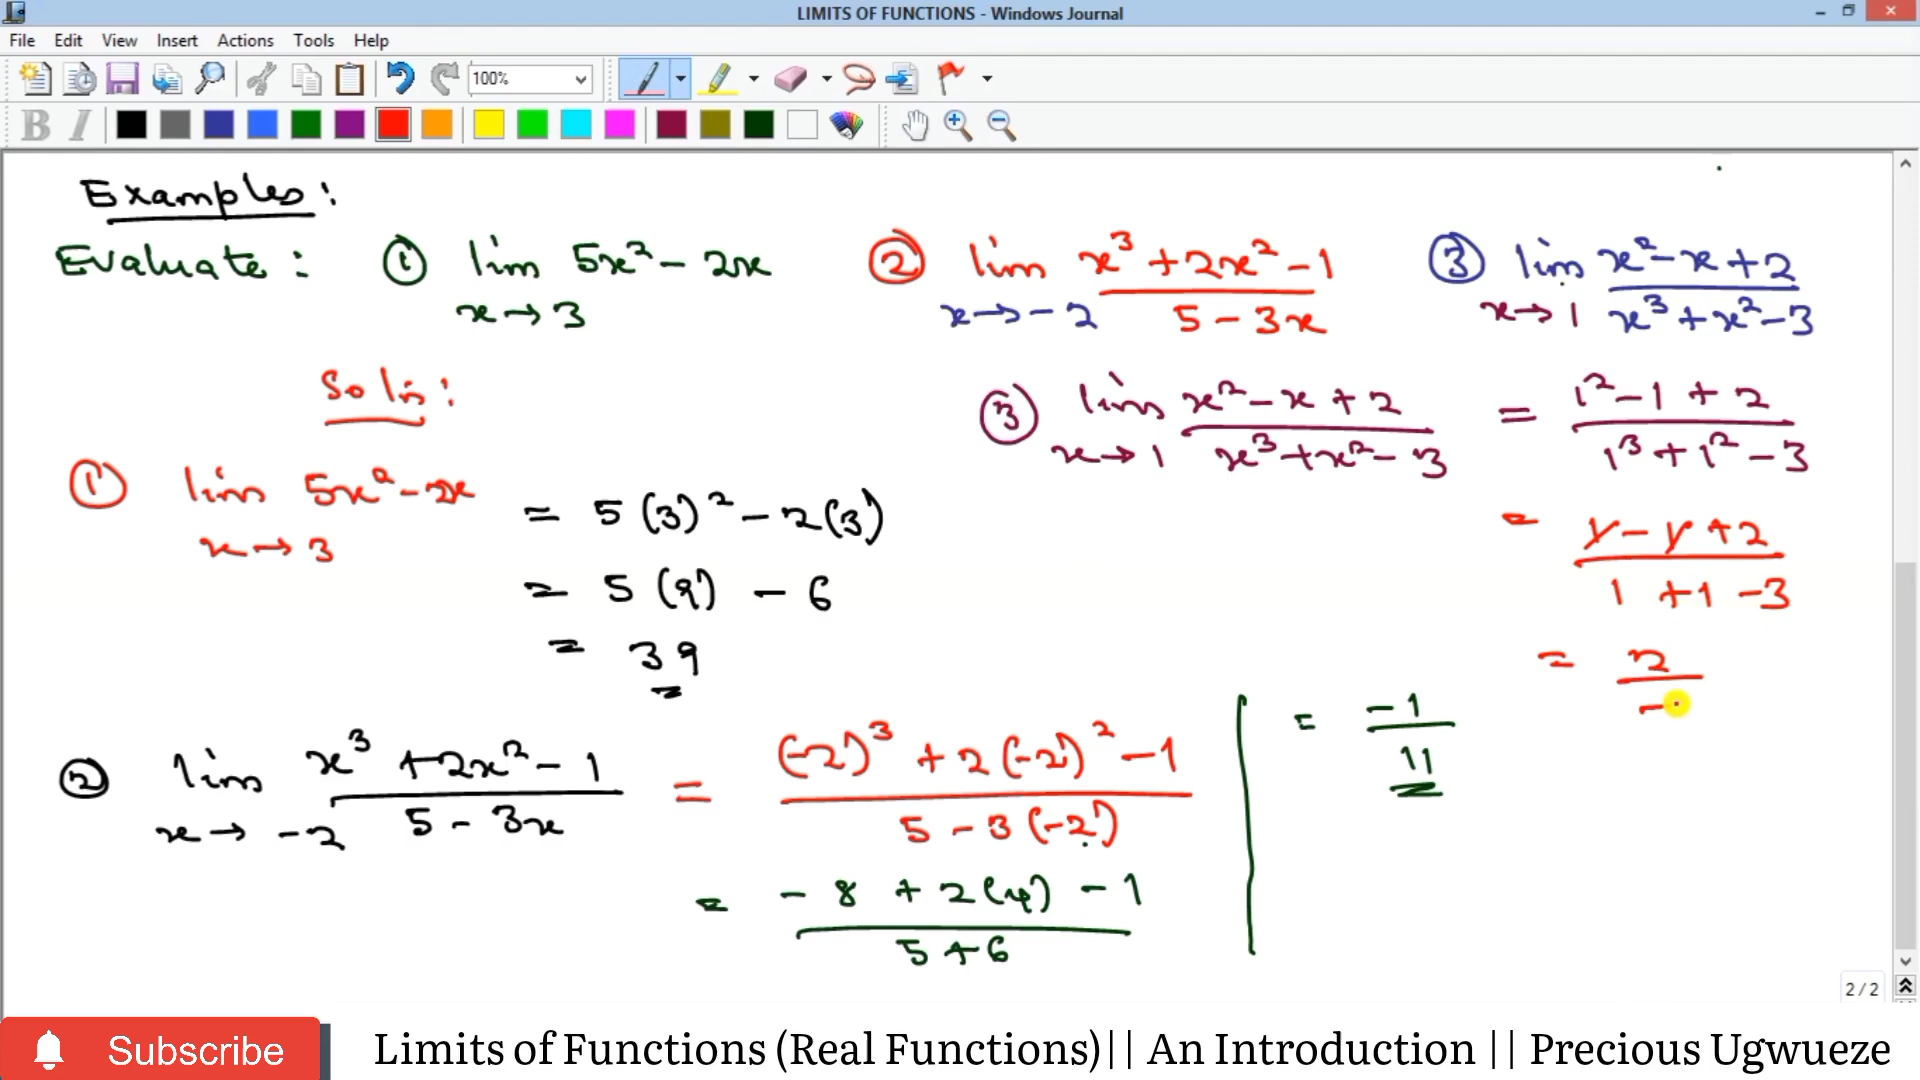 LIMITS OF FUNCTIONS - Windows Journal
File Edit View Insert Actions Tools Help
100%
B I
Examples:
Evaluate: ① lim 5x² - 2x ② lim x³ + 2x² - 1 ③ lim x² - x + 2
x → 3 x → -2 5 - 3x x → 1 x³ + x² - 3
Soln:
③ lim x² - x + 2 = 1² - 1 + 2
x → 1 x³ + x² - 3 1³ + 1² - 3
① lim 5x² - 2x = 5(3)² - 2(3)
x → 3
= 1 - 1 + 2
1 + 1 - 3
= 5(9) - 6
= 39
= 2
-
② lim x³ + 2x² - 1 = (-2)³ + 2(-2)² - 1
x → -2 5 - 3x 5 - 3(-2)
= -8 + 2(4) - 1
5 + 6
= -1
11
2 / 2
Subscribe
Limits of Functions (Real Functions)|| An Introduction || Precious Ugwueze